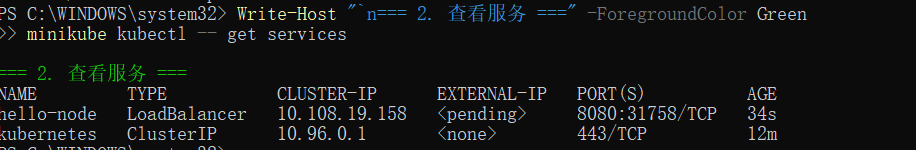 PS C:\WINDOWS\system32> Write-Host "`n=== 2. 查看服务 ===" -ForegroundColor Green
>> minikube kubectl -- get services
=== 2. 查看服务 ===
NAME TYPE CLUSTER-IP EXTERNAL-IP PORT(S) AGE
hello-node LoadBalancer 10.108.19.158 <pending> 8080:31758/TCP 34s
kubernetes ClusterIP 10.96.0.1 <none> 443/TCP 12m
PS C:\WINDOWS\system32>